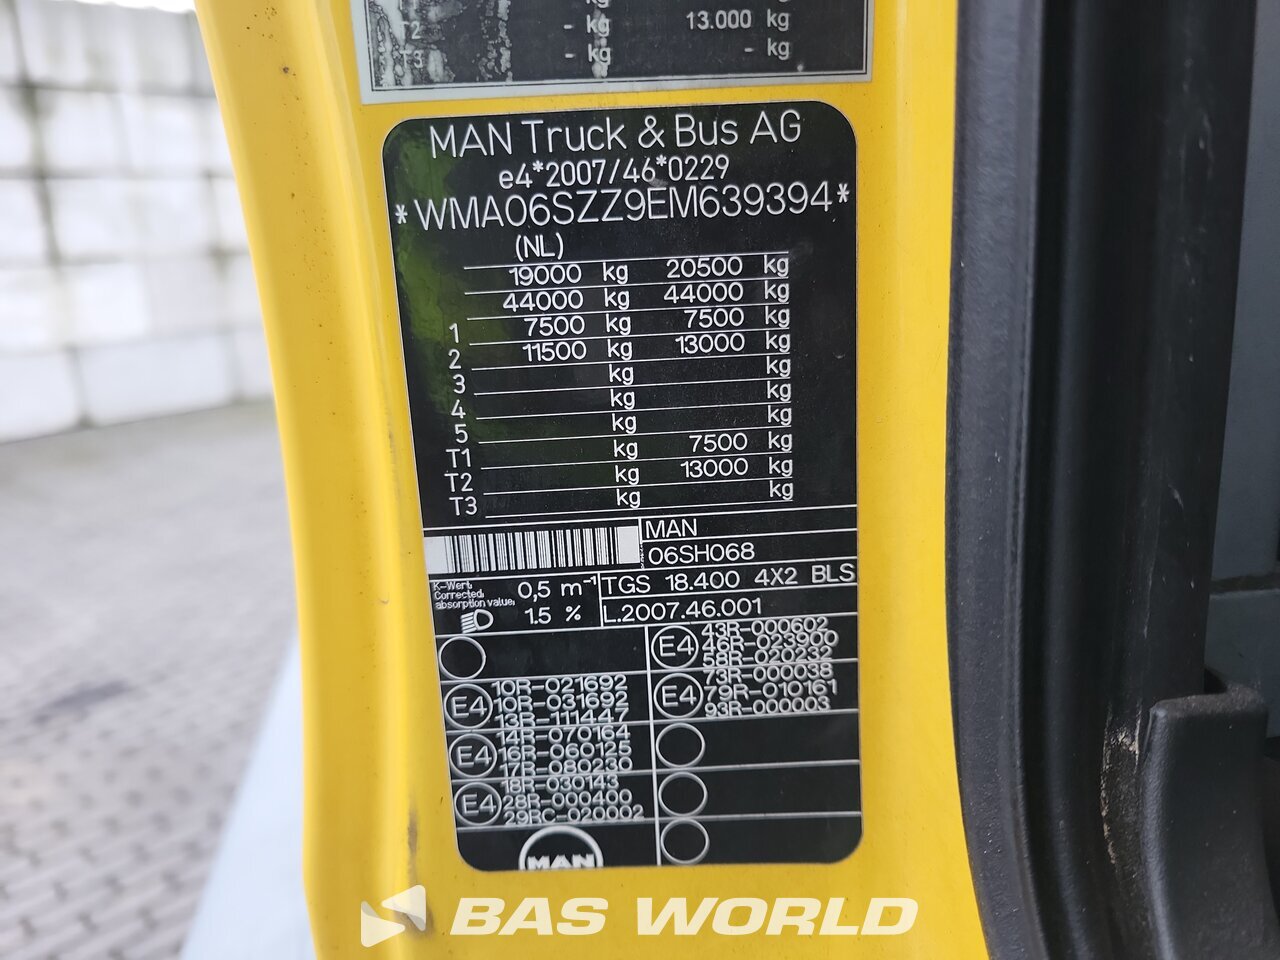 kg
T2 - kg 13.000 kg
T3 - kg - kg
MAN Truck & Bus AG
e4*2007/46*0229
*WMA06SZZ9EM639394*
(NL)
19000 kg 20500 kg
44000 kg 44000 kg
1 7500 kg 7500 kg
2 11500 kg 13000 kg
3 kg kg
4 kg kg
5 kg kg
T1 kg 7500 kg
T2 kg 13000 kg
T3 kg kg
MAN
06SH068
K-Wert:
Corrected.
absorption value:
0,5 m⁻¹
1.5 %
TGS 18.400 4X2 BLS
L.2007.46.001
E4 43R-000602
46R-023900
58R-020232
E4 73R-000038
79R-010161
93R-000003
E4 10R-021692
10R-031692
13R-111447
E4 14R-070164
16R-060125
17R-080230
E4 18R-030143
28R-000400
29RC-020002
MAN
BAS WORLD